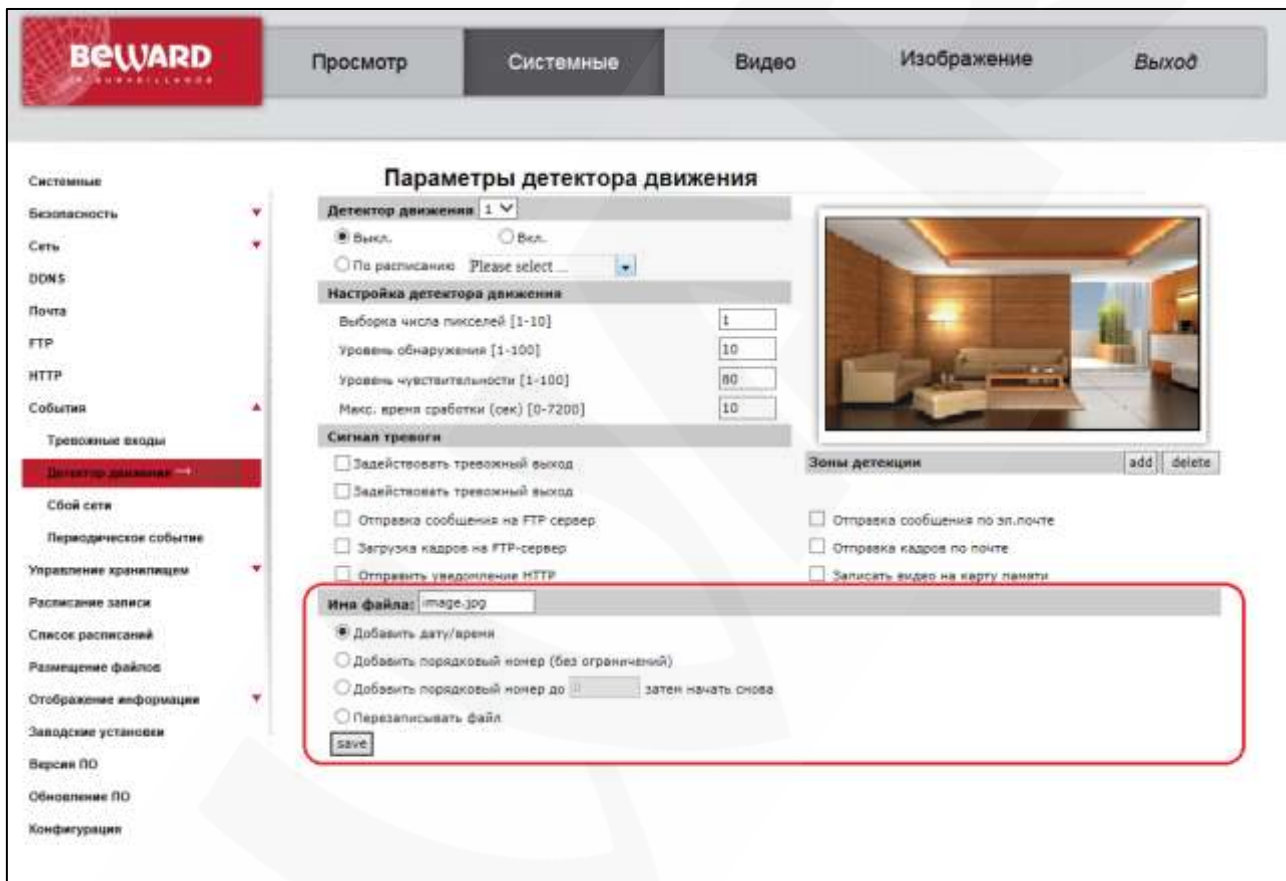 BEWARD
Просмотр
Системные
Видео
Изображение
Выход
Системные
Безопасность
Сеть
DDNS
Почта
FTP
HTTP
События
Тревожные входы
Детектор движения
Сбой сети
Периодическое событие
Управление хранилищем
Расписание записи
Список расписаний
Размещение файлов
Отображение информации
Заводские установки
Версия ПО
Обновление ПО
Конфигурация
Параметры детектора движения
Детектор движения 1
Выкл. Вкл.
По расписанию Please select ...
Настройка детектора движения
Выборка числа пикселей [1-10] 1
Уровень обнаружения [1-100] 10
Уровень чувствительности [1-100] 80
Макс. время сработки (сек) [0-7200] 10
Сигнал тревоги
Задействовать тревожный выход
Зоны детекции add delete
Задействовать тревожный выход
Отправка сообщения на FTP сервер Отправка сообщения по эл.почте
Загрузка кадров на FTP-сервер Отправка кадров по почте
Отправить уведомление HTTP Записать видео на карту памяти
Имя файла: image.jpg
Добавить дату/время
Добавить порядковый номер (без ограничений)
Добавить порядковый номер до 0 затем начать снова
Перезаписывать файл
save